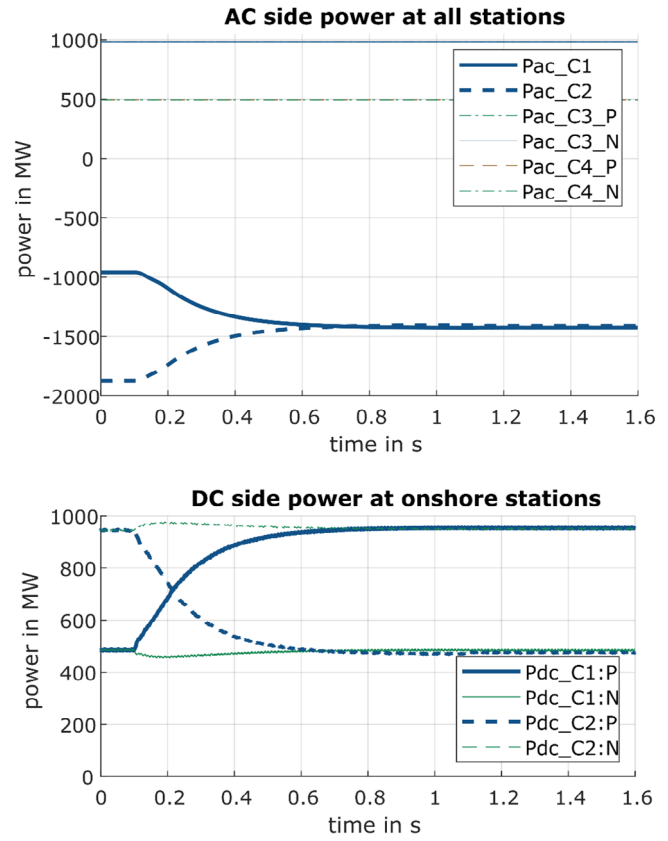 AC side power at all stations
1000
500
0
-500
-1000
-1500
-2000
power in MW
Pac_C1
Pac_C2
Pac_C3_P
Pac_C3_N
Pac_C4_P
Pac_C4_N
0 0.2 0.4 0.6 0.8 1 1.2 1.4 1.6
time in s
DC side power at onshore stations
1000
800
600
400
200
0
power in MW
Pdc_C1:P
Pdc_C1:N
Pdc_C2:P
Pdc_C2:N
0 0.2 0.4 0.6 0.8 1 1.2 1.4 1.6
time in s